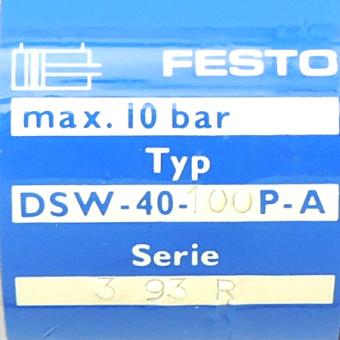 FESTO
max. 10 bar
Typ
DSW-40-100P-A
Serie
3 93 R